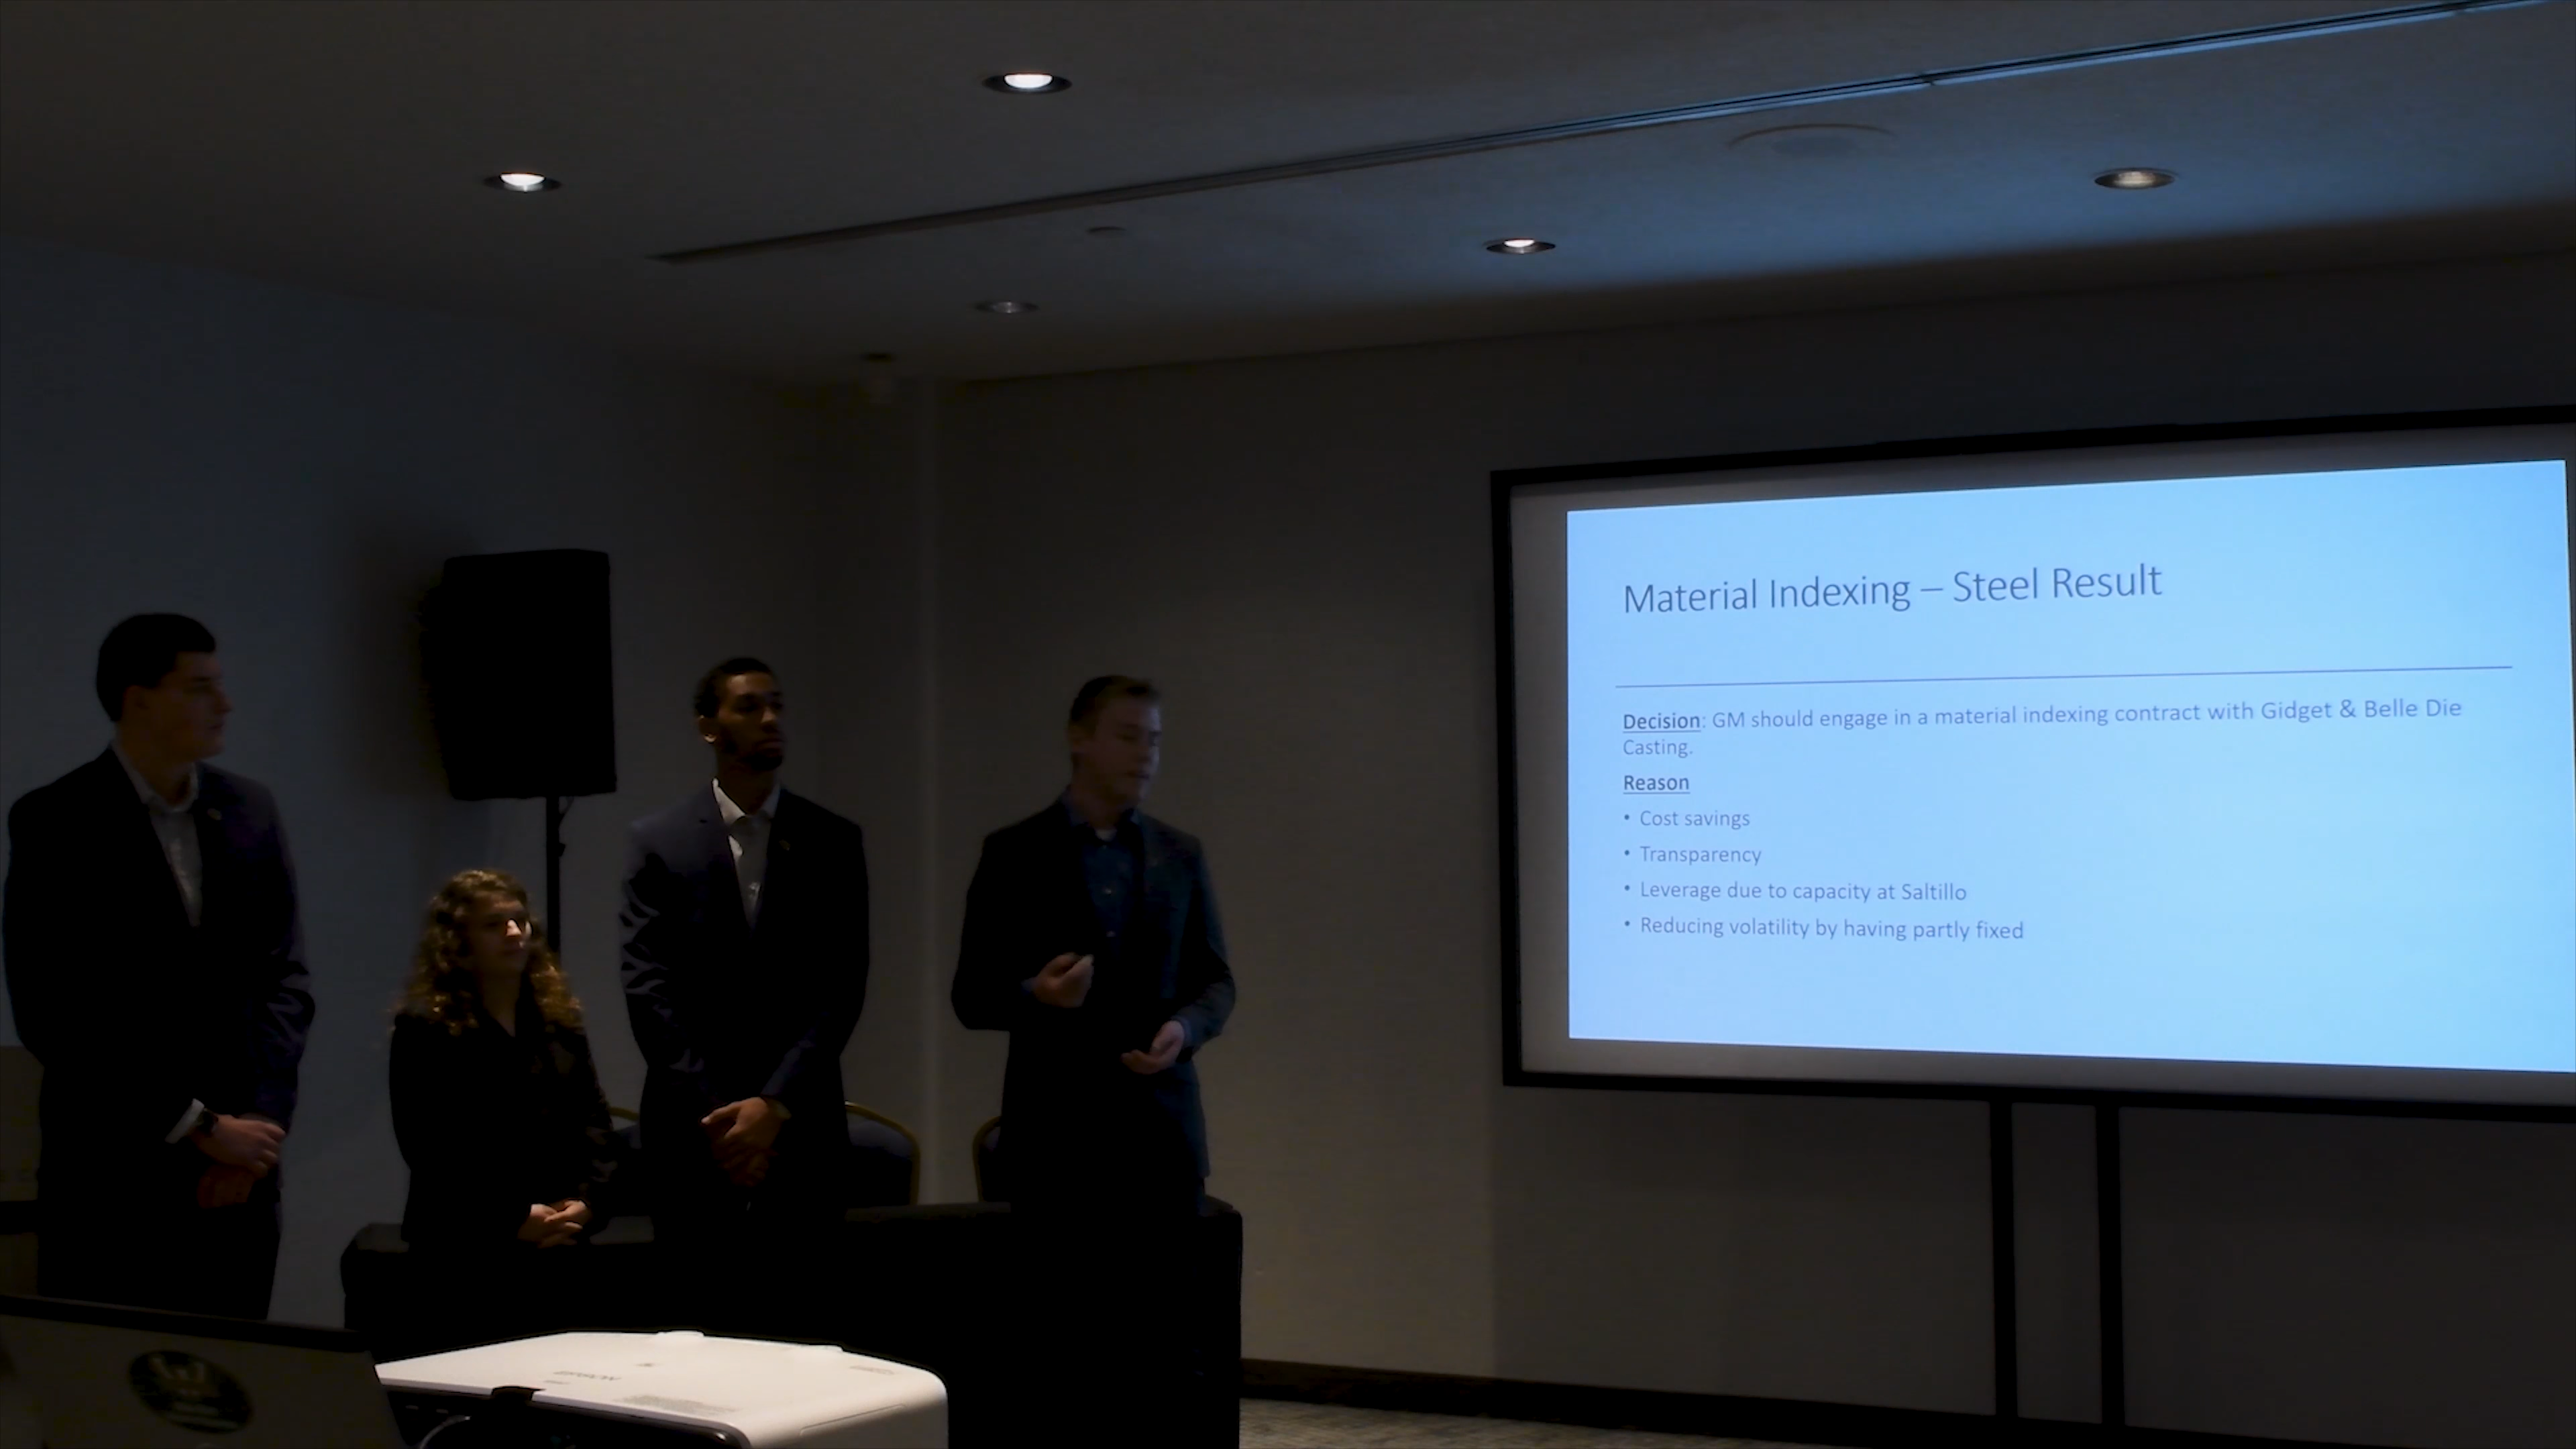 Material Indexing – Steel Result
Decision: GM should engage in a material indexing contract with Gidget & Belle Die
Casting.
Reason
• Cost savings
• Transparency
• Leverage due to capacity at Saltillo
• Reducing volatility by having partly fixed
EPSON